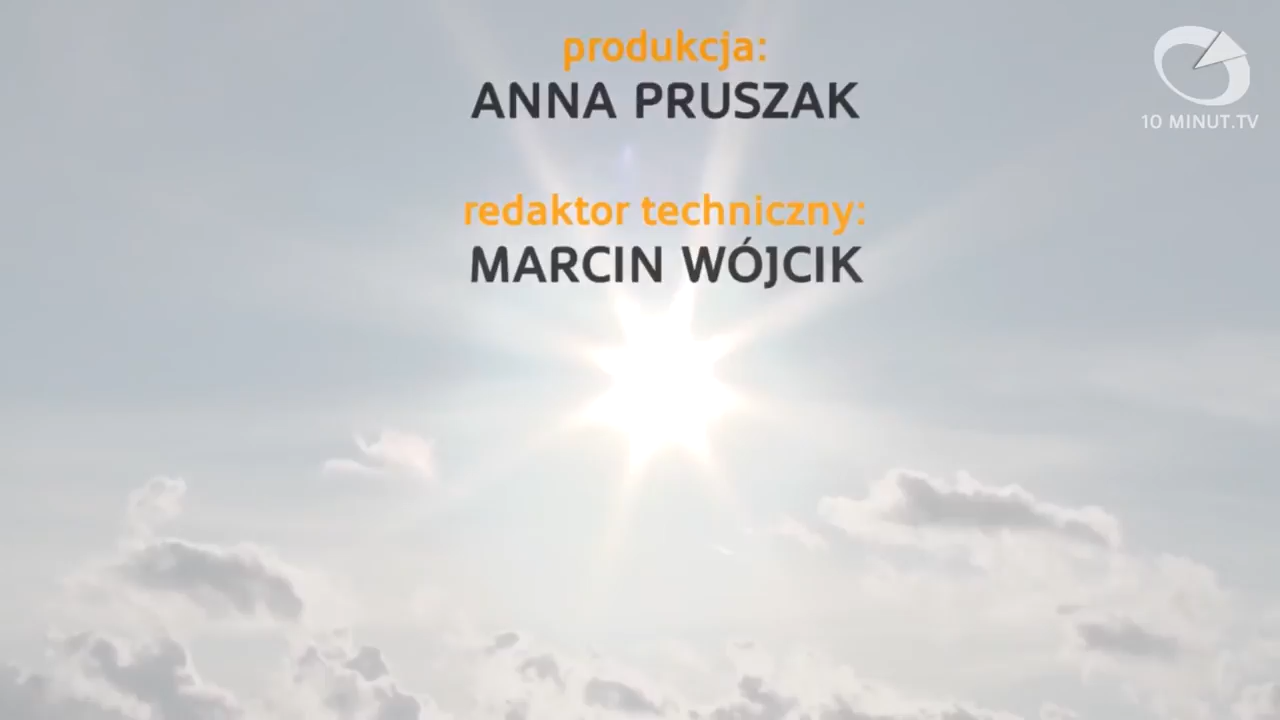 produkcja:
ANNA PRUSZAK
redaktor techniczny:
MARCIN WÓJCIK
10 MINUT.TV